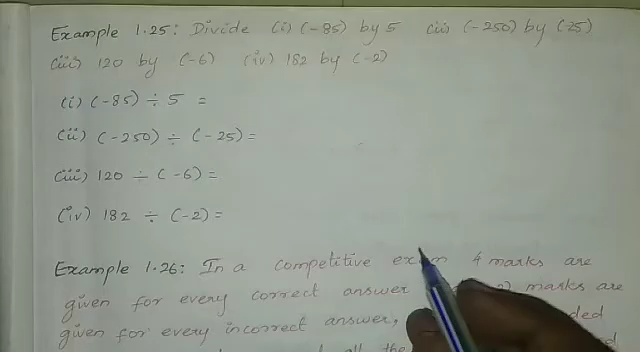 Example 1.25: Divide (i) (-85) by 5 (ii) (-250) by (25)
(iii) 120 by (-6) (iv) 182 by (-2)
(i) (-85) ÷ 5 =
(ii) (-250) ÷ (-25) =
(iii) 120 ÷ (-6) =
(iv) 182 ÷ (-2) =
Example 1.26: In a competitive exam 4 marks are
given for every correct answer marks are
given for every incorrect answer,
all the